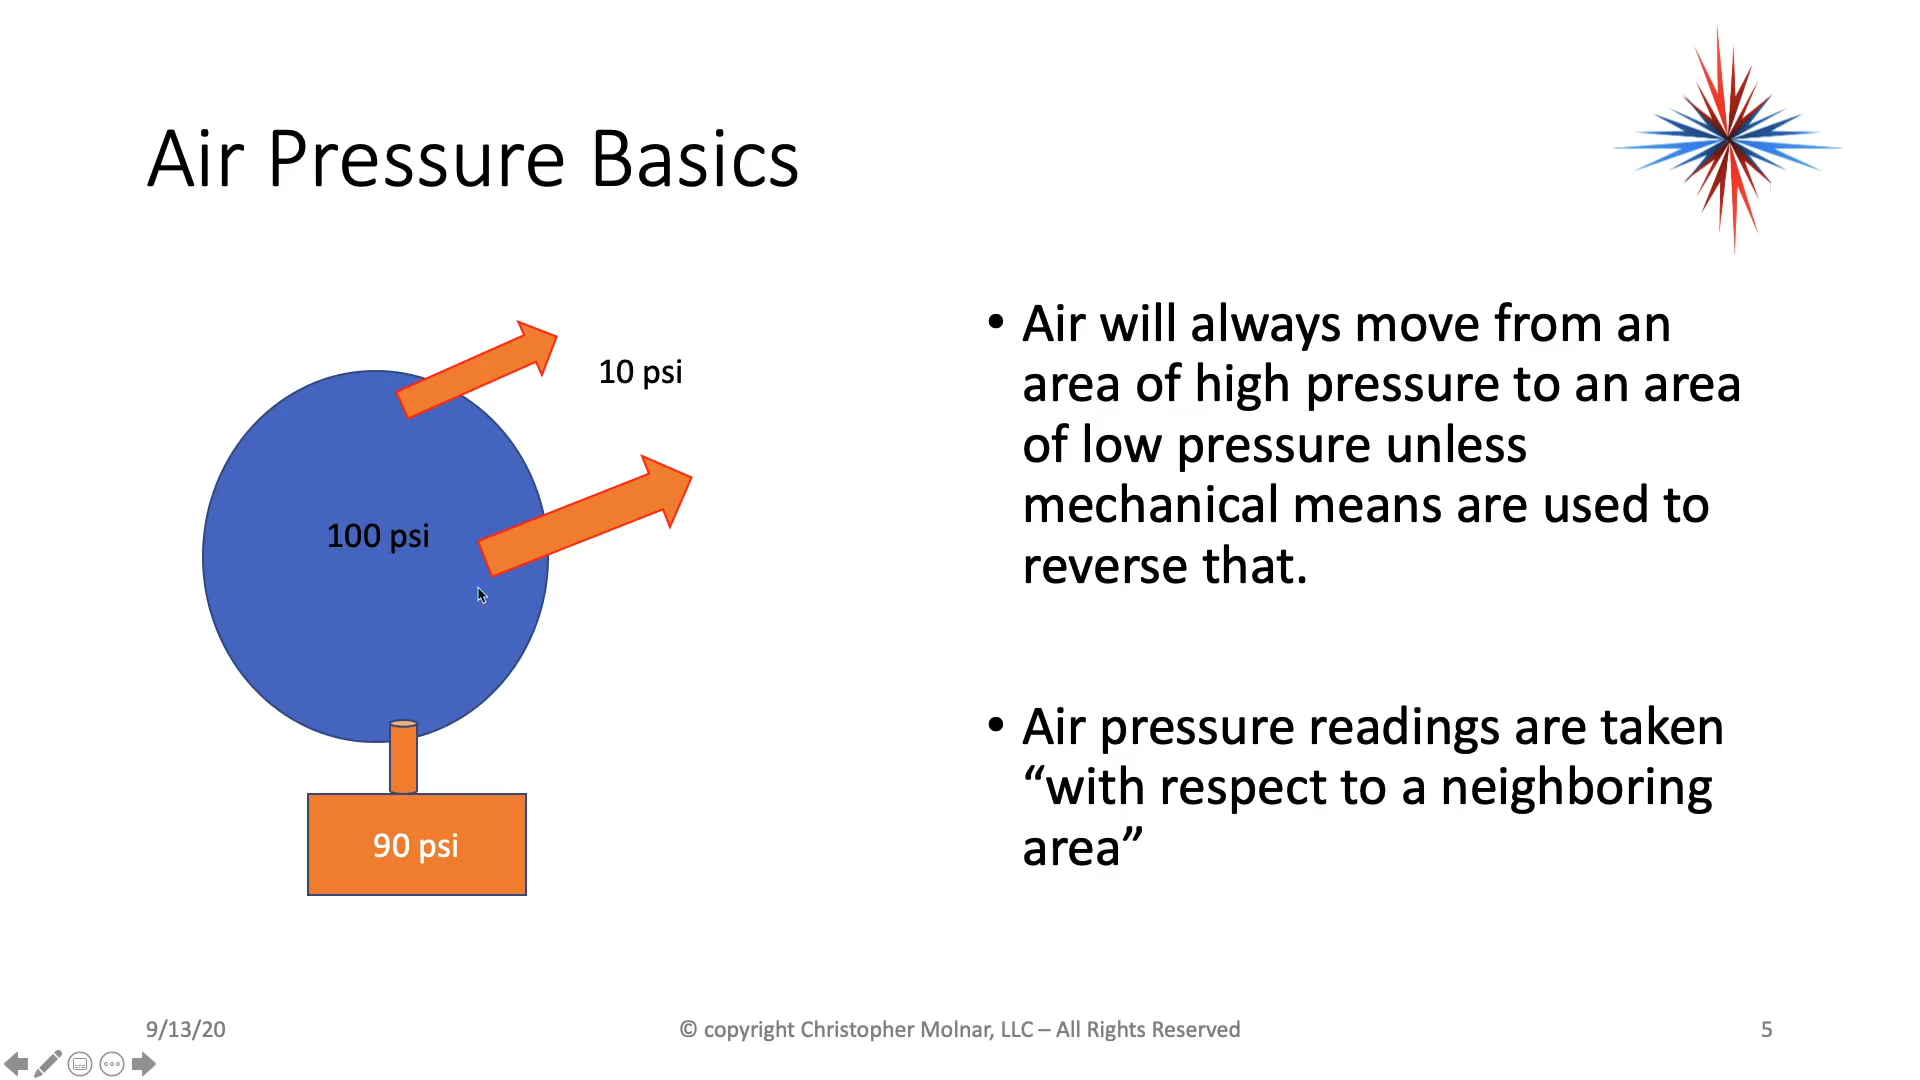 Air Pressure Basics
10 psi
100 psi
90 psi
• Air will always move from an
area of high pressure to an area
of low pressure unless
mechanical means are used to
reverse that.
• Air pressure readings are taken
“with respect to a neighboring
area”
9/13/20
© copyright Christopher Molnar, LLC – All Rights Reserved
5